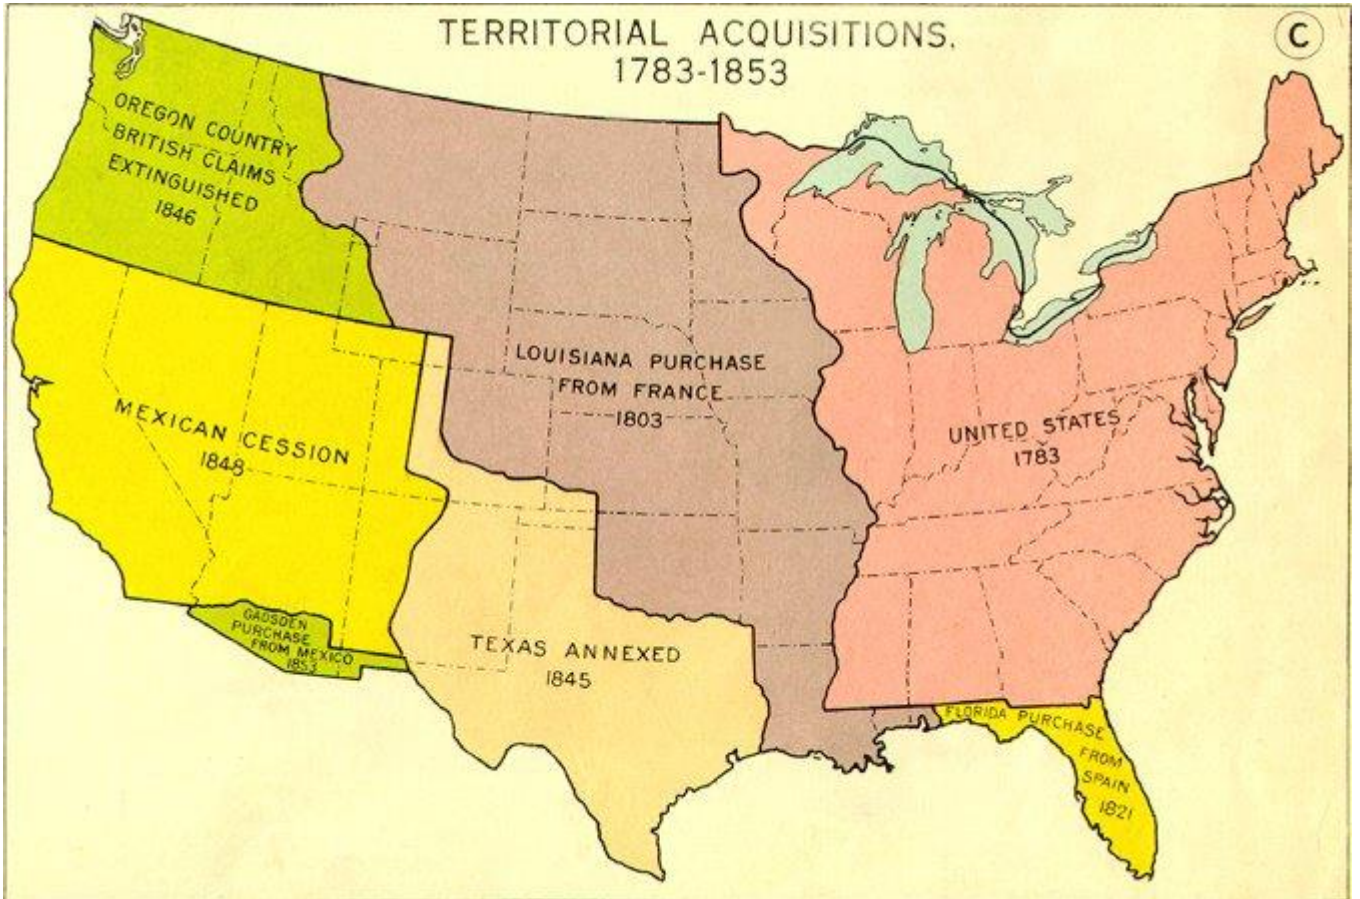 TERRITORIAL ACQUISITIONS.
1783-1853
C
OREGON COUNTRY
BRITISH CLAIMS
EXTINGUISHED
1846
LOUISIANA PURCHASE
FROM FRANCE
1803
UNITED STATES
1783
MEXICAN CESSION
1848
GADSDEN
PURCHASE
FROM MEXICO
1853
TEXAS ANNEXED
1845
FLORIDA PURCHASE
FROM
SPAIN
1821